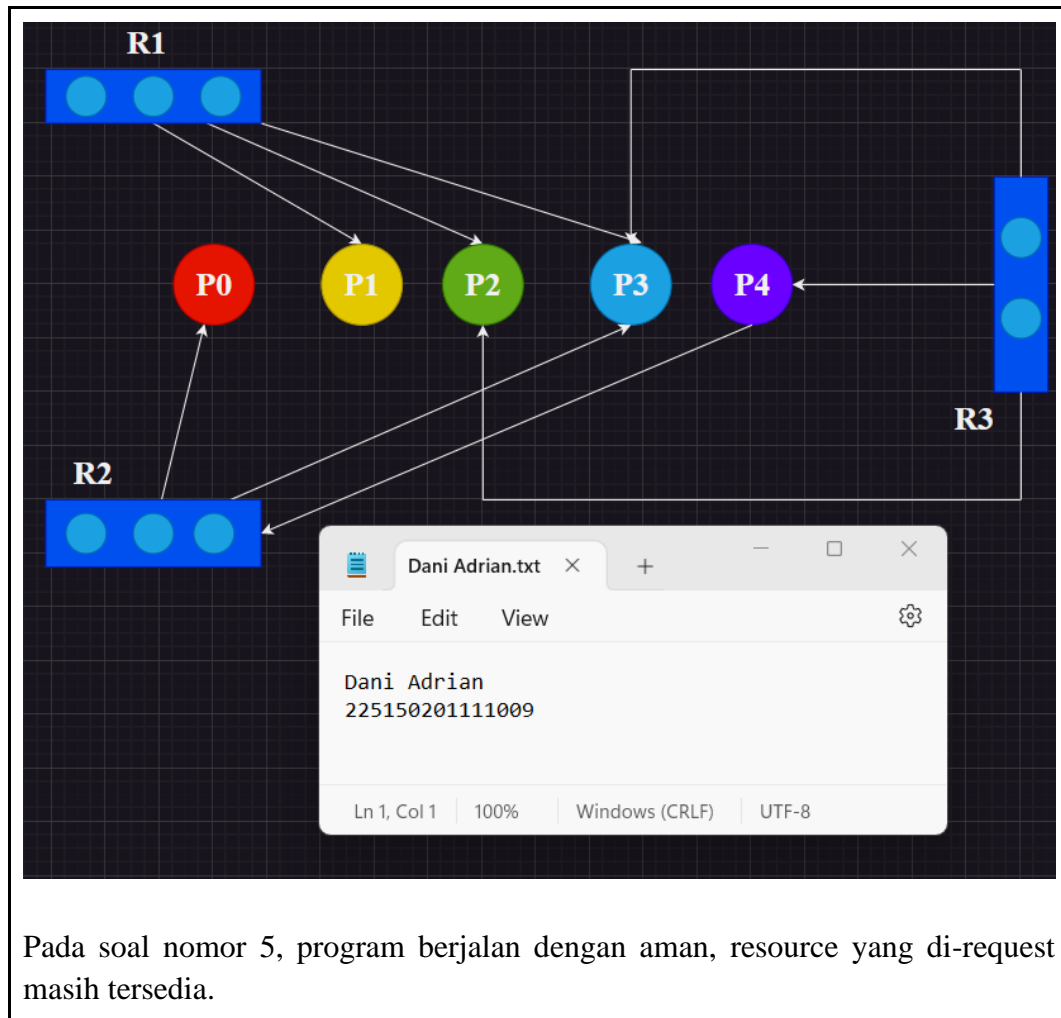 R1
P0 P1 P2 P3 P4
R3
R2
Dani Adrian.txt
File Edit View
Dani Adrian
225150201111009
Ln 1, Col 1 100% Windows (CRLF) UTF-8
Pada soal nomor 5, program berjalan dengan aman, resource yang di-request
masih tersedia.